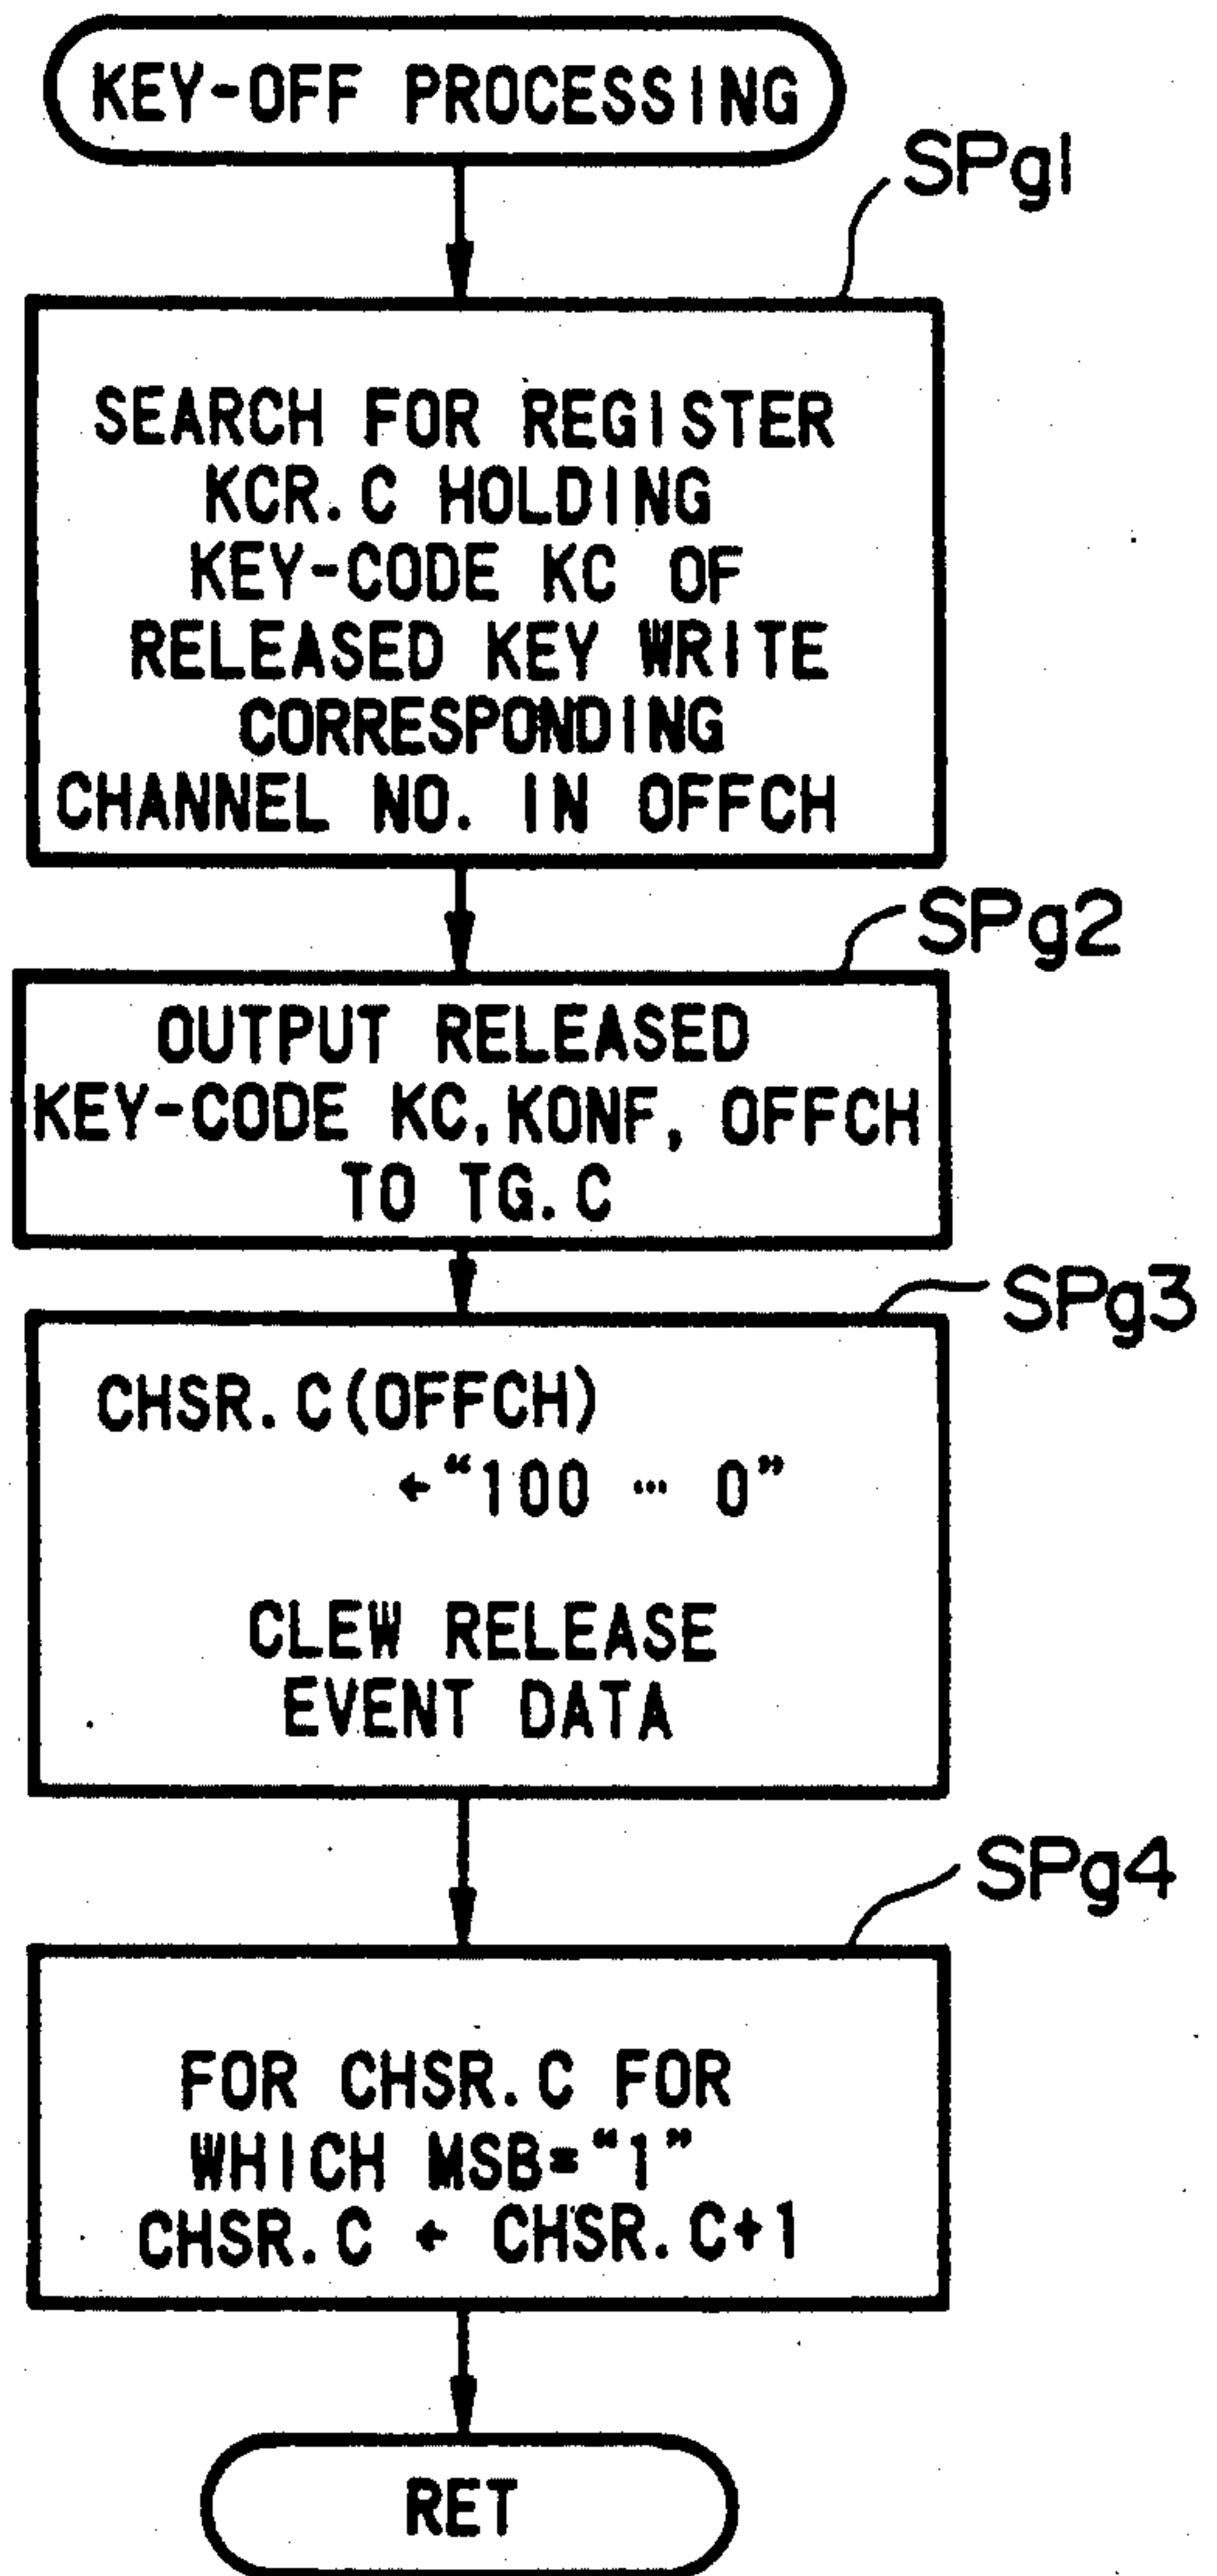 KEY-OFF PROCESSING
SPg1
SEARCH FOR REGISTER
KCR.C HOLDING
KEY-CODE KC OF
RELEASED KEY WRITE
CORRESPONDING
CHANNEL NO. IN OFFCH
SPg2
OUTPUT RELEASED
KEY-CODE KC, KONF, OFFCH
TO TG.C
SPg3
CHSR.C(OFFCH)
←“100 … 0”
CLEW RELEASE
EVENT DATA
SPg4
FOR CHSR.C FOR
WHICH MSB=“1”
CHSR.C ← CHSR.C+1
RET